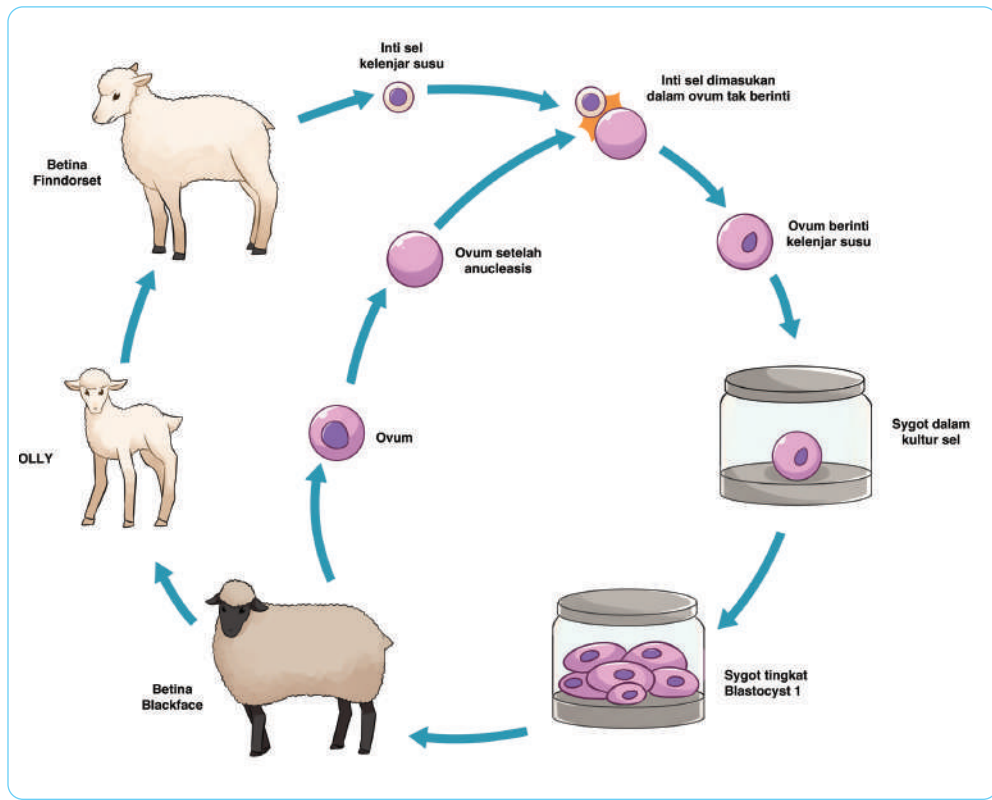 Inti sel
kelenjar susu
Inti sel dimasukan
dalam ovum tak berinti
Betina
Finndorset
Ovum berinti
kelenjar susu
Ovum setelah
anucleasis
Ovum
Sygot dalam
kultur sel
OLLY
Sygot tingkat
Blastocyst 1
Betina
Blackface